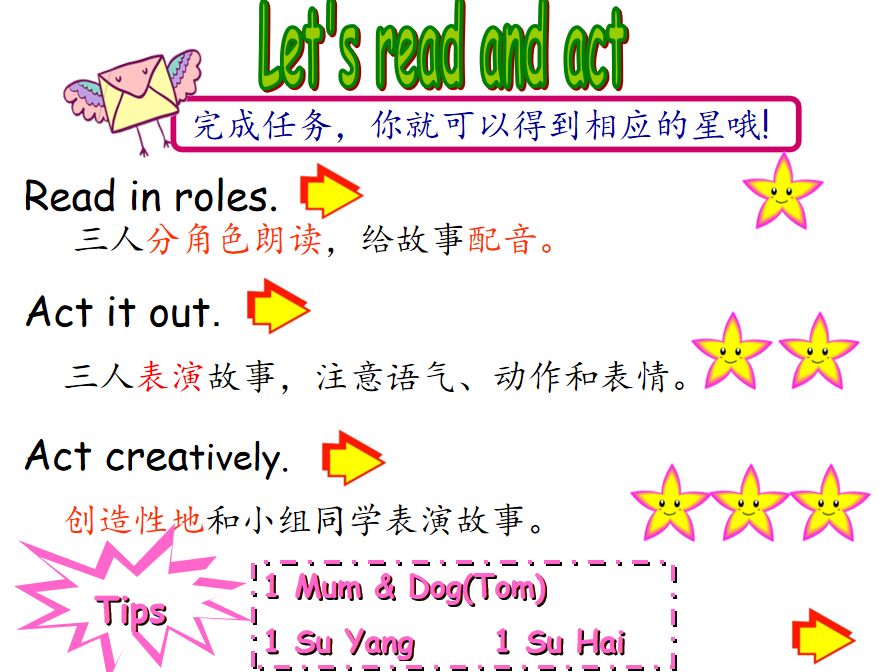 Let's read and act
完成任务，你就可以得到相应的星哦!
Read in roles.
三人分角色朗读，给故事配音。
Act it out.
三人表演故事，注意语气、动作和表情。
Act creatively.
创造性地和小组同学表演故事。
Tips
1 Mum & Dog(Tom)
1 Su Yang 1 Su Hai